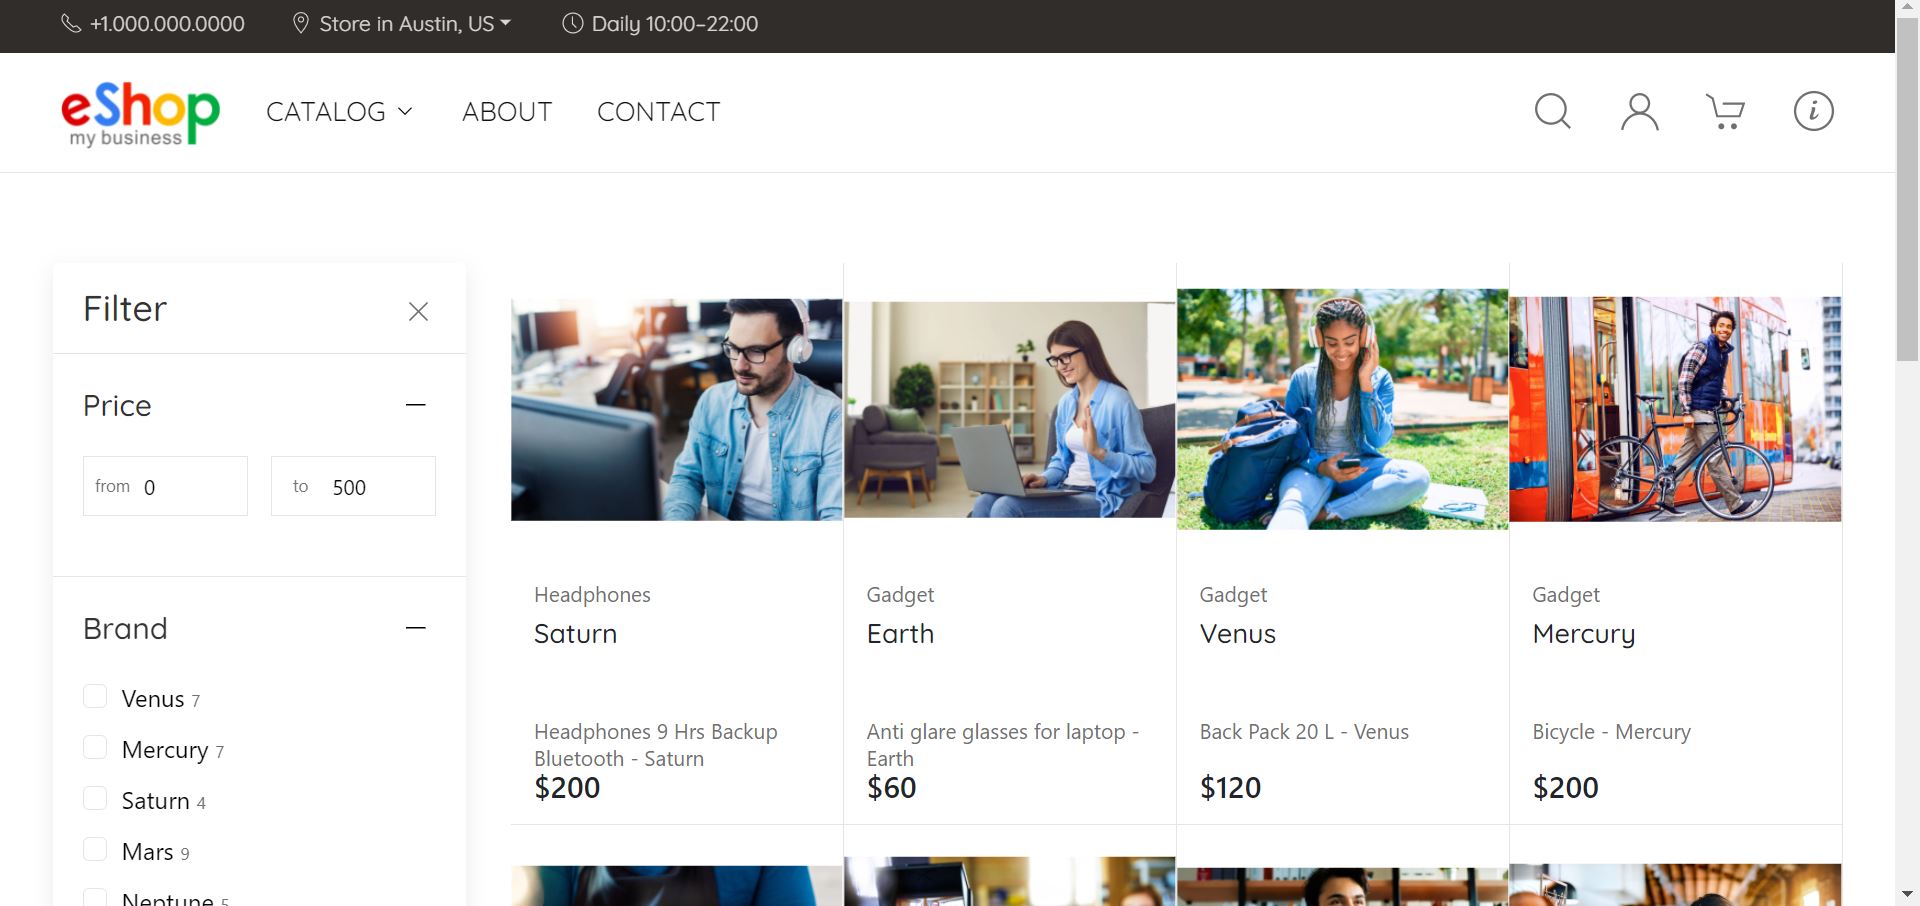 +1.000.000.0000
Store in Austin, US
Daily 10:00–22:00
eShop
my business
CATALOG
ABOUT
CONTACT
Filter
Price
from 0
to 500
Brand
Venus 7
Mercury 7
Saturn 4
Mars 9
Neptune 5
Headphones
Saturn
Headphones 9 Hrs Backup
Bluetooth - Saturn
$200
Gadget
Earth
Anti glare glasses for laptop -
Earth
$60
Gadget
Venus
Back Pack 20 L - Venus
$120
Gadget
Mercury
Bicycle - Mercury
$200